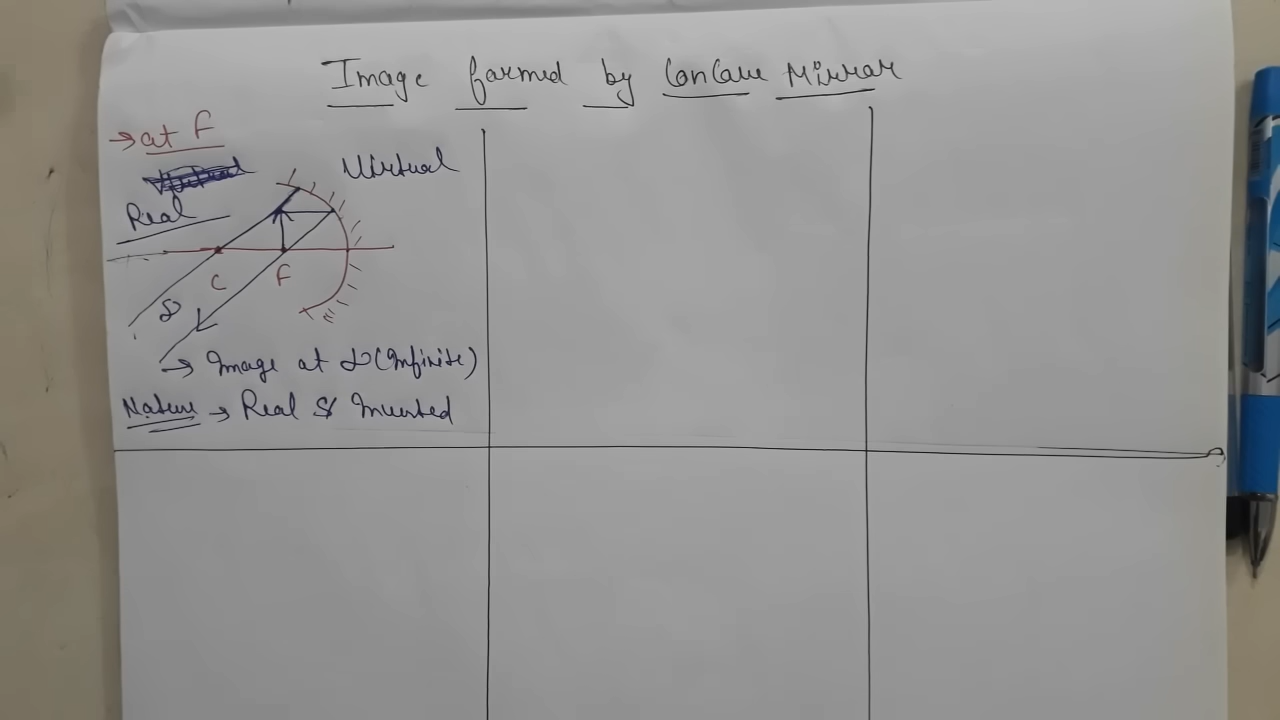 Image formed by Concave Mirror
→ at F
Virtual
Real
C F
∞
→ Image at ∞ (Infinite)
Nature → Real & Inverted